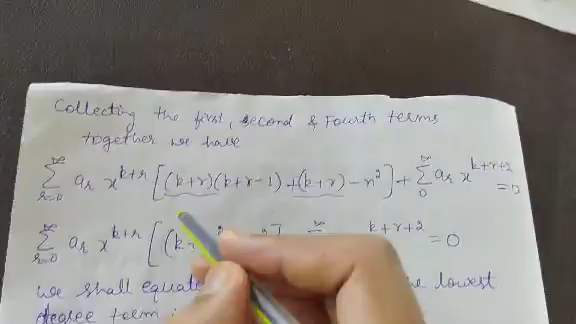 Collecting the first, second & Fourth terms
together we have
∞ Σ r=0 a_r x^{k+r} [(k+r)(k+r-1)+(k+r)-n²] + ∞ Σ 0 a_r x^{k+r+2} = 0
∞ Σ r=0 a_r x^{k+r} [(k ∞ k+r+2 = 0
we shall equate lowest
degree term